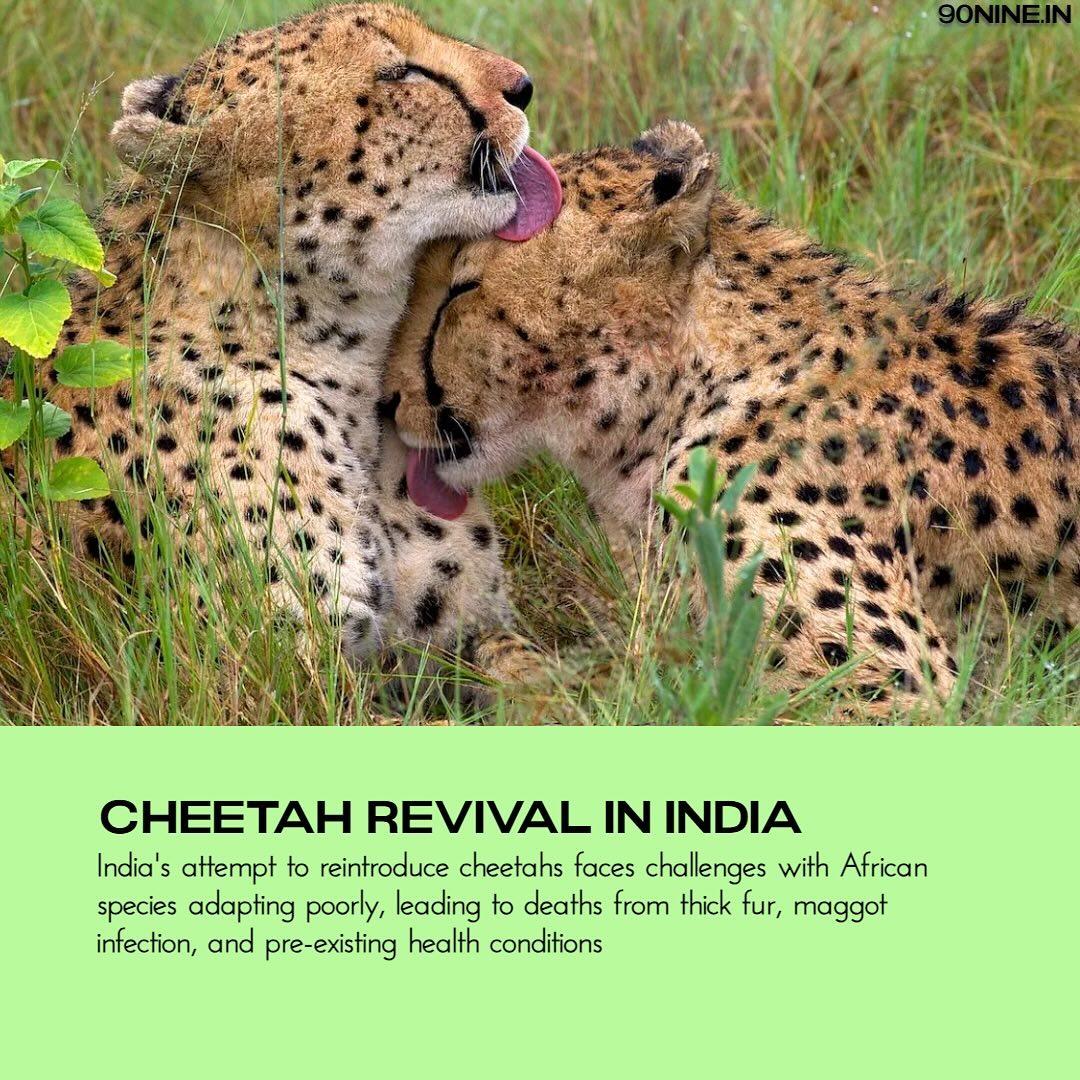 90NINE.IN
CHEETAH REVIVAL IN INDIA
India's attempt to reintroduce cheetahs faces challenges with African
species adapting poorly, leading to deaths from thick fur, maggot
infection, and pre-existing health conditions